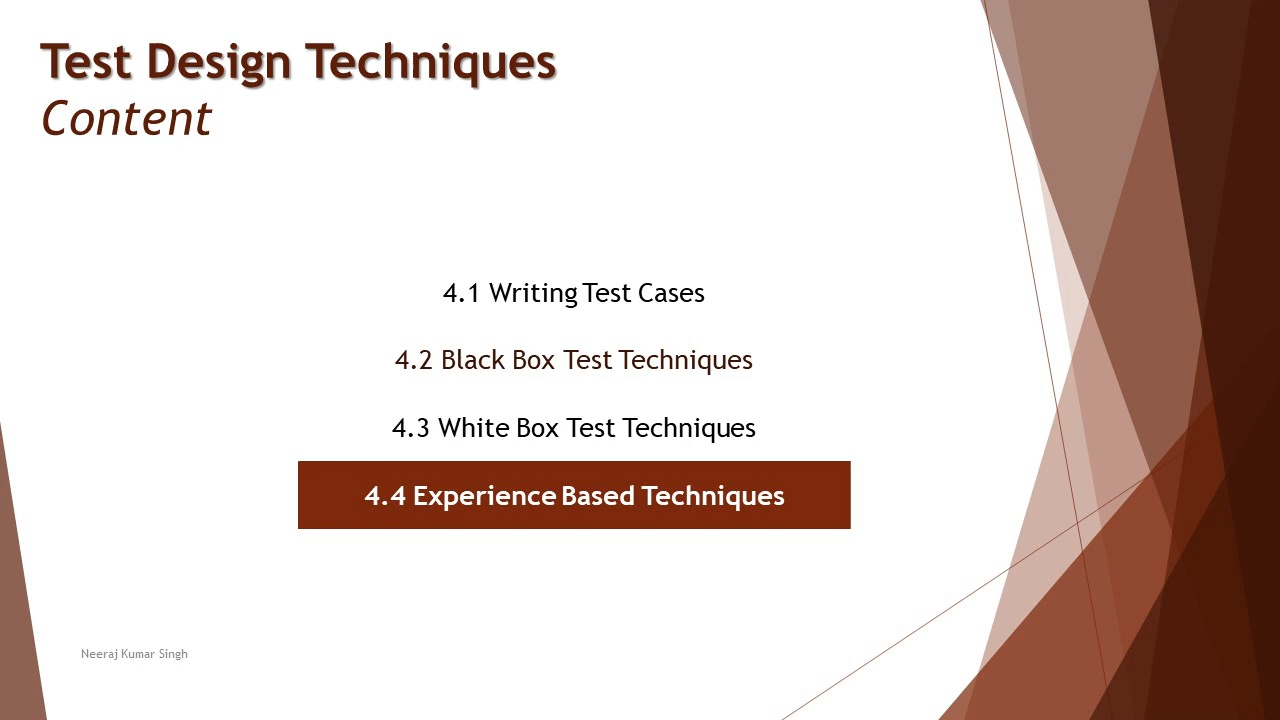 Test Design Techniques
Content
4.1 Writing Test Cases
4.2 Black Box Test Techniques
4.3 White Box Test Techniques
4.4 Experience Based Techniques
Neeraj Kumar Singh